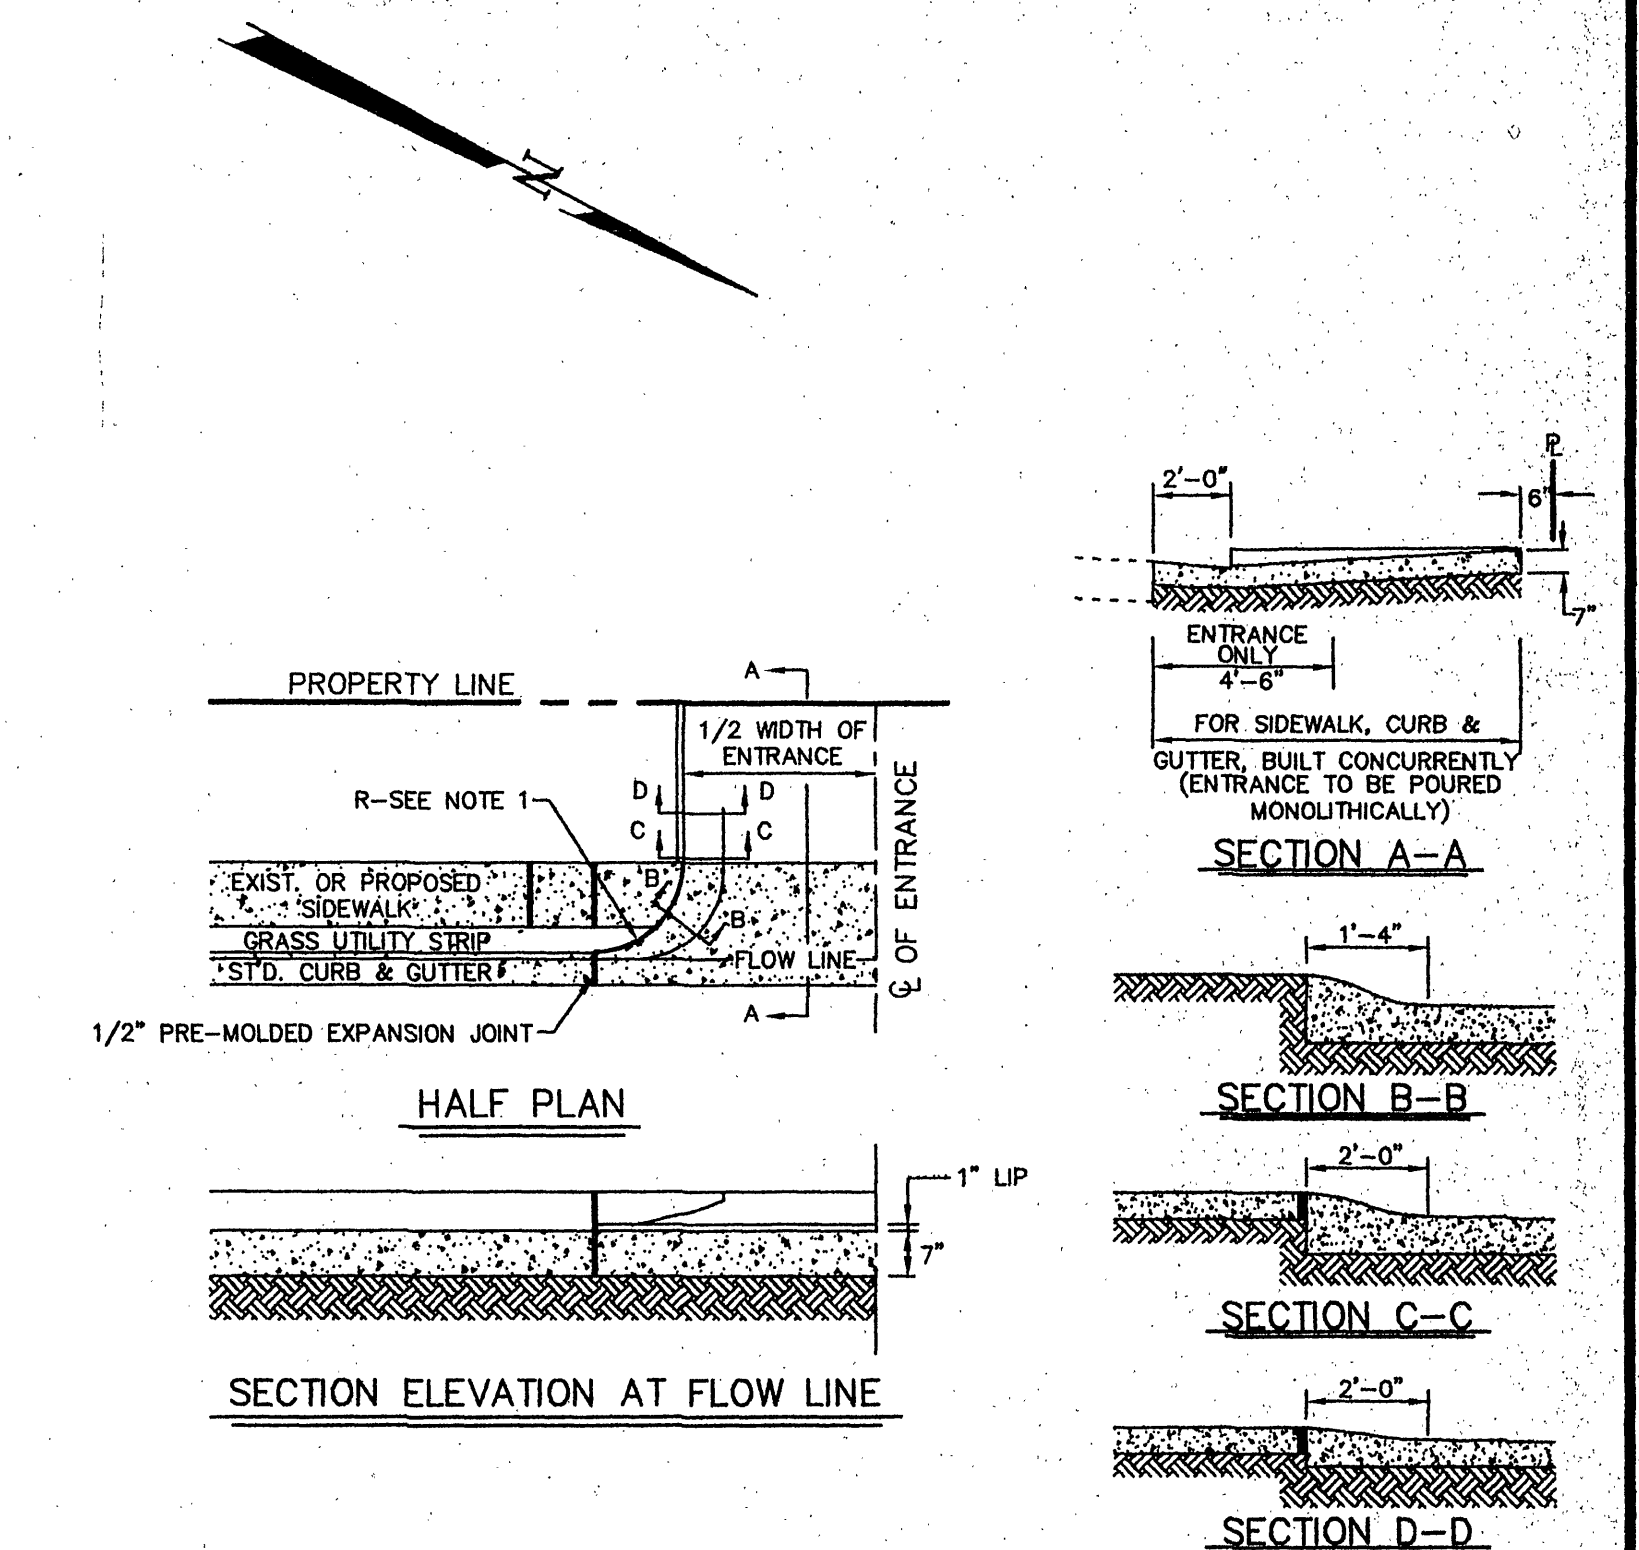 N
PROPERTY LINE
A
1/2 WIDTH OF
ENTRANCE
R-SEE NOTE 1
D
D
C
C
B
B
EXIST. OR PROPOSED
SIDEWALK
GRASS UTILITY STRIP
ST'D. CURB & GUTTER
FLOW LINE
A
℄ OF ENTRANCE
1/2" PRE-MOLDED EXPANSION JOINT
HALF PLAN
1" LIP
7"
SECTION ELEVATION AT FLOW LINE
℄ 
2'-0"
6"
7"
ENTRANCE
ONLY
4'-6"
FOR SIDEWALK, CURB &
GUTTER, BUILT CONCURRENTLY
(ENTRANCE TO BE POURED
MONOLITHICALLY)
SECTION A-A
1'-4"
SECTION B-B
2'-0"
SECTION C-C
2'-0"
SECTION D-D